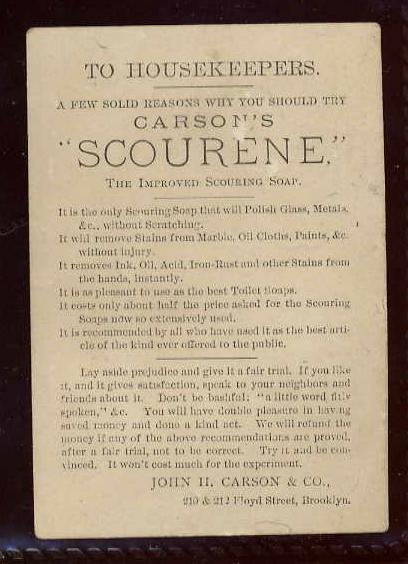 TO HOUSEKEEPERS.
A FEW SOLID REASONS WHY YOU SHOULD TRY
CARSON'S
"SCOURENE."
THE IMPROVED SCOURING SOAP.
It is the only Scouring Soap that will Polish Glass, Metals,
&c., without Scratching.
It will remove Stains from Marble, Oil Cloths, Paints, &c.
without injury.
It removes Ink, Oil, Acid, Iron-Rust and other Stains from
the hands, instantly.
It is as pleasant to use as the best Toilet Soaps.
It costs only about half the price asked for the Scouring
Soaps now so extensively used.
It is recommended by all who have used it as the best arti-
cle of the kind ever offered to the public.
Lay aside prejudice and give it a fair trial. If you like
it, and it gives satisfaction, speak to your neighbors and
friends about it. Don't be bashful: "a little word fitly
spoken," &c. You will have double pleasure in having
saved money and done a kind act. We will refund the
money if any of the above recommendations are proved,
after a fair trial, not to be correct. Try it and be con-
vinced. It won't cost much for the experiment.
JOHN H. CARSON & CO.,
210 & 212 Floyd Street, Brooklyn.